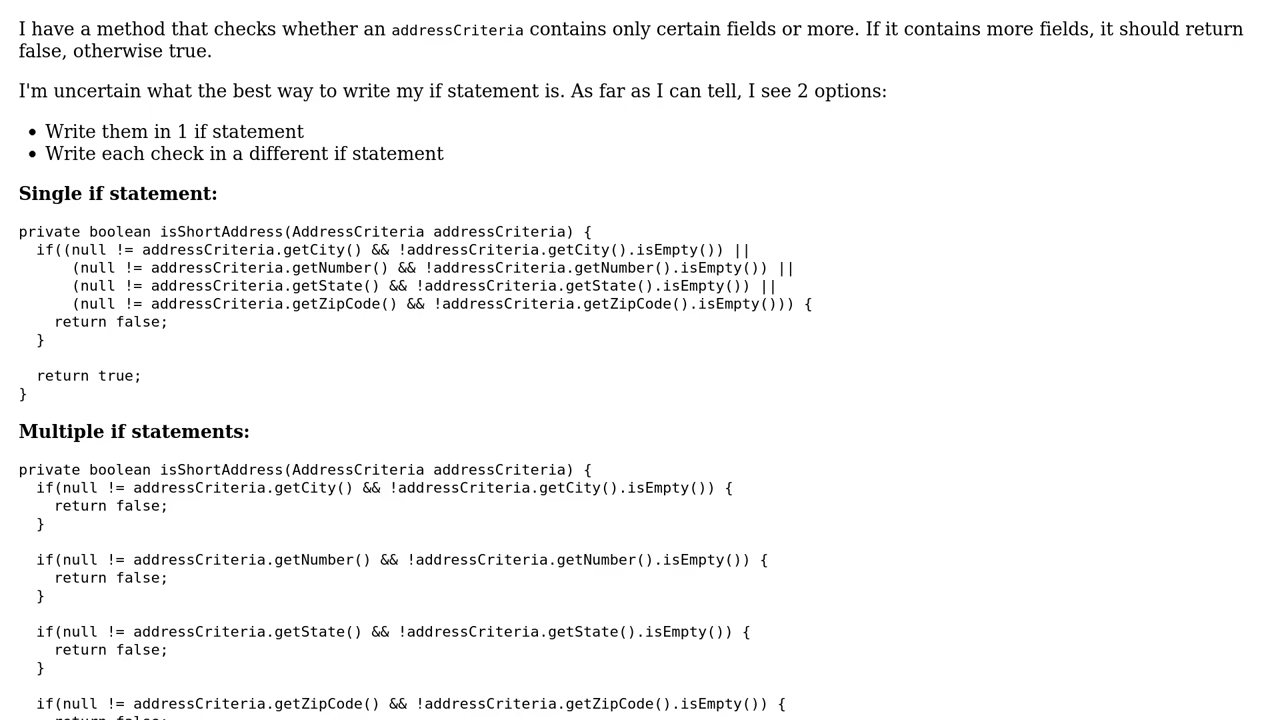 I have a method that checks whether an addressCriteria contains only certain fields or more. If it contains more fields, it should return
false, otherwise true.
I'm uncertain what the best way to write my if statement is. As far as I can tell, I see 2 options:
• Write them in 1 if statement
• Write each check in a different if statement
Single if statement:
private boolean isShortAddress(AddressCriteria addressCriteria) {
  if((null != addressCriteria.getCity() && !addressCriteria.getCity().isEmpty()) ||
      (null != addressCriteria.getNumber() && !addressCriteria.getNumber().isEmpty()) ||
      (null != addressCriteria.getState() && !addressCriteria.getState().isEmpty()) ||
      (null != addressCriteria.getZipCode() && !addressCriteria.getZipCode().isEmpty())) {
    return false;
  }
  return true;
}
Multiple if statements:
private boolean isShortAddress(AddressCriteria addressCriteria) {
  if(null != addressCriteria.getCity() && !addressCriteria.getCity().isEmpty()) {
    return false;
  }
  if(null != addressCriteria.getNumber() && !addressCriteria.getNumber().isEmpty()) {
    return false;
  }
  if(null != addressCriteria.getState() && !addressCriteria.getState().isEmpty()) {
    return false;
  }
  if(null != addressCriteria.getZipCode() && !addressCriteria.getZipCode().isEmpty()) {
    return false;